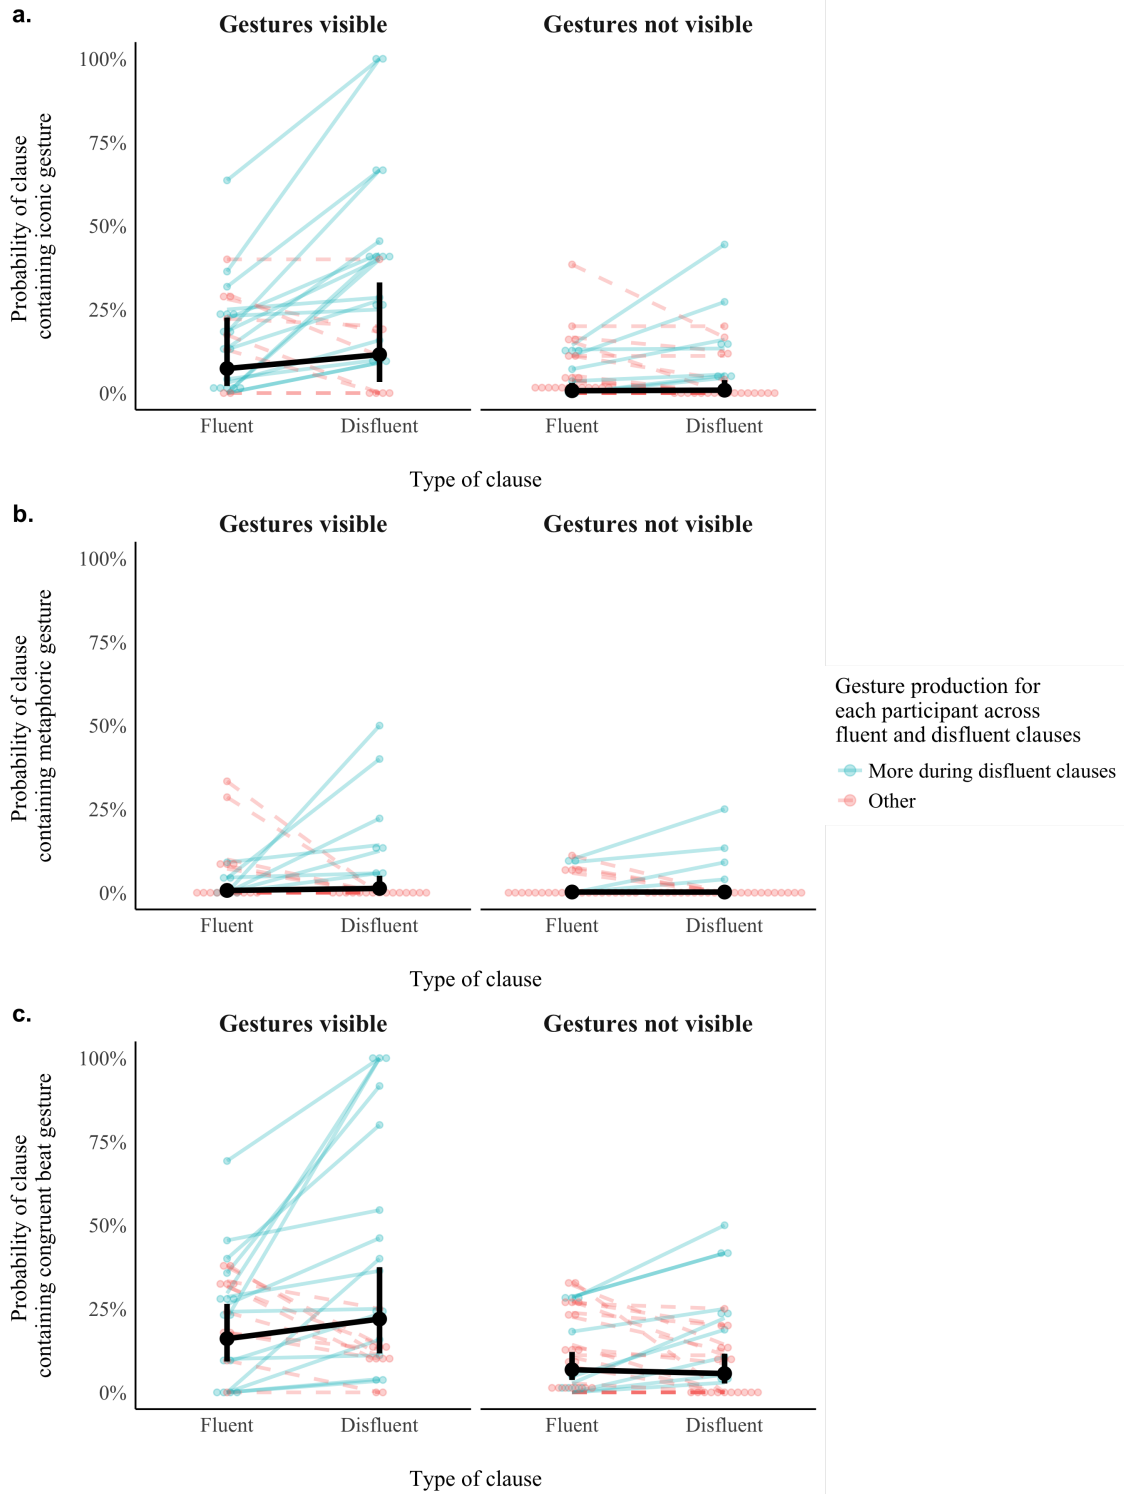 a.
Gestures visible
Gestures not visible
Probability of clause
containing iconic gesture
100%
75%
50%
25%
0%
Fluent
Disfluent
Fluent
Disfluent
Type of clause
b.
Gestures visible
Gestures not visible
Probability of clause
containing metaphoric gesture
100%
75%
50%
25%
0%
Fluent
Disfluent
Fluent
Disfluent
Type of clause
Gesture production for
each participant across
fluent and disfluent clauses
More during disfluent clauses
Other
c.
Gestures visible
Gestures not visible
Probability of clause
containing congruent beat gesture
100%
75%
50%
25%
0%
Fluent
Disfluent
Fluent
Disfluent
Type of clause